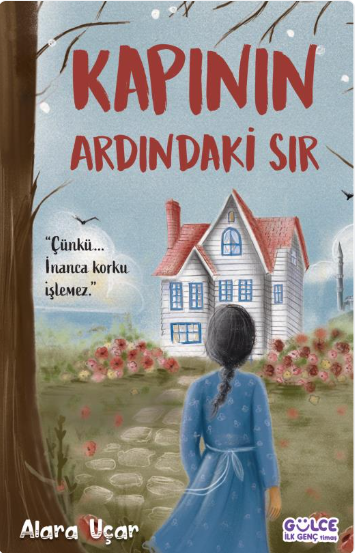 KAPININ
ARDINDAKİ SIR
“Çünkü...
İnanca korku
işlemez.”
Alara Uçar
GÜLCE
İLK GENÇ timaş